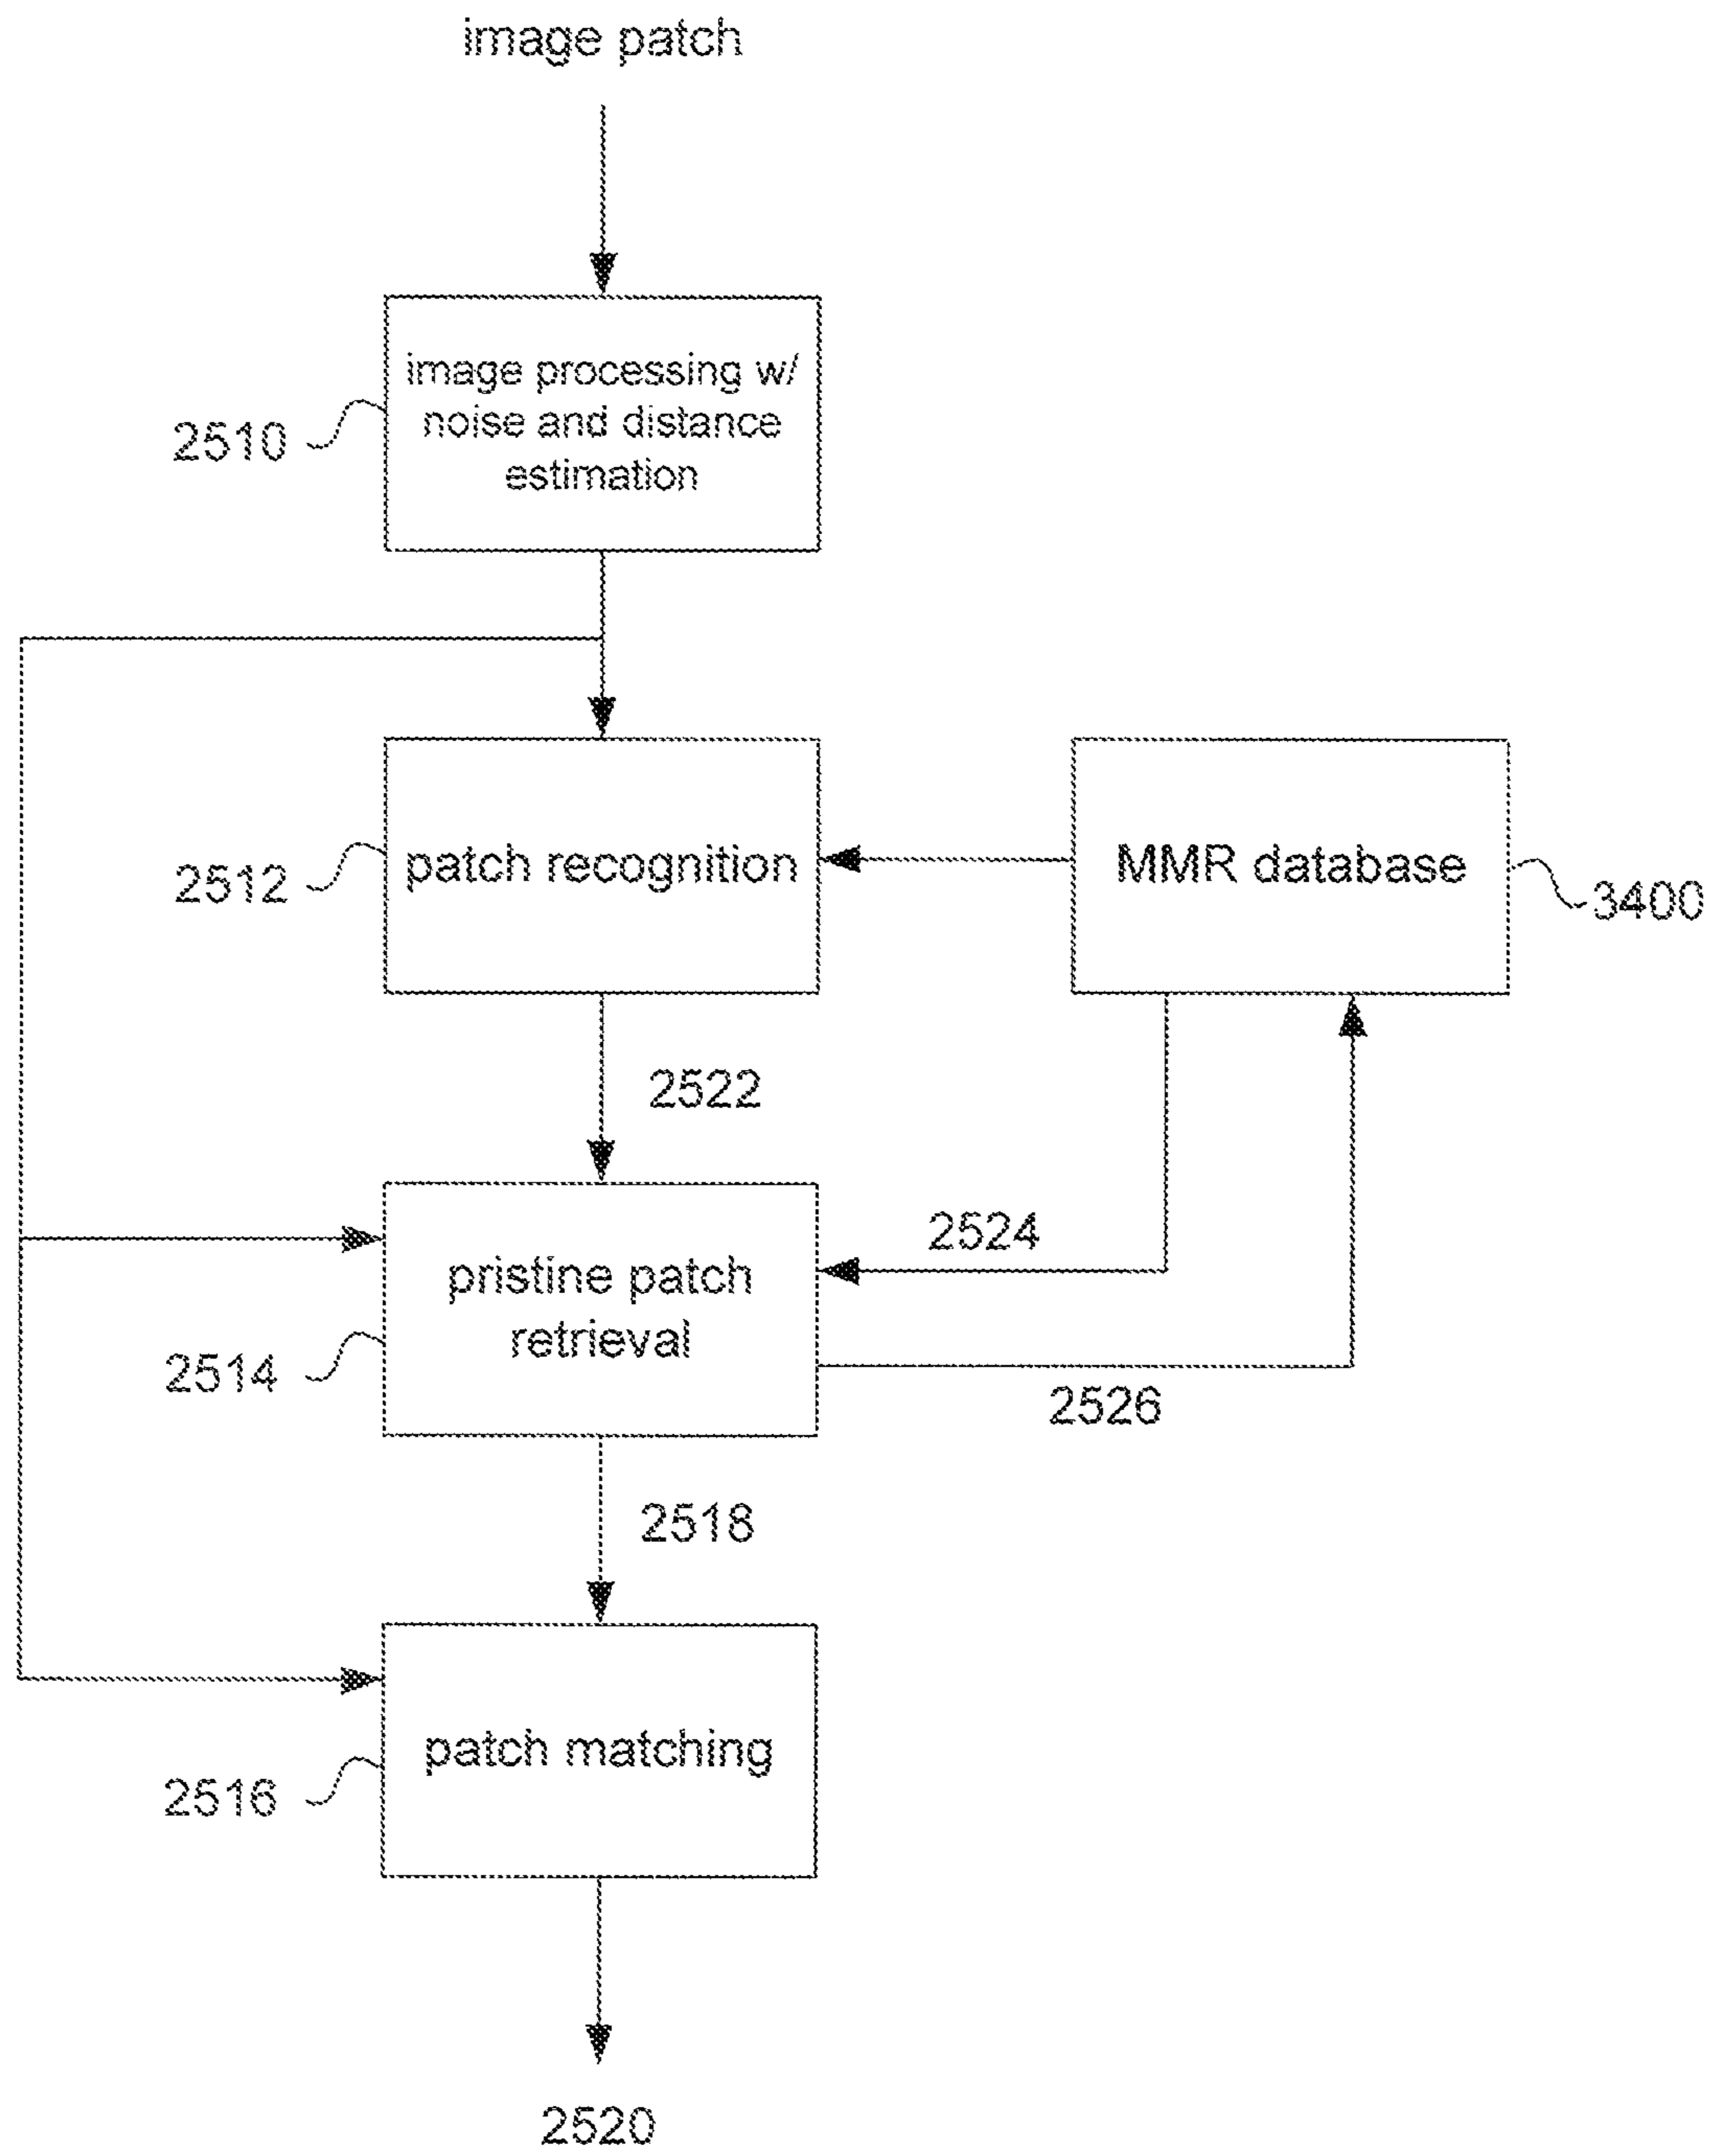 image patch
image processing w/
noise and distance
estimation
2510
patch recognition
2512
MMR database
3400
2522
pristine patch
retrieval
2514
2524
2526
2518
patch matching
2516
2520